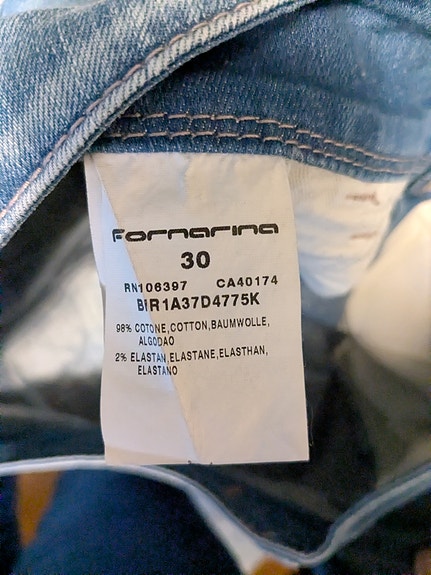 Fornarina
30
RN106397 CA40174
BIR1A37D4775K
98% COTONE,COTTON,BAUMWOLLE,
ALGODAO
2% ELASTAN,ELASTANE,ELASTHAN,
ELASTANO